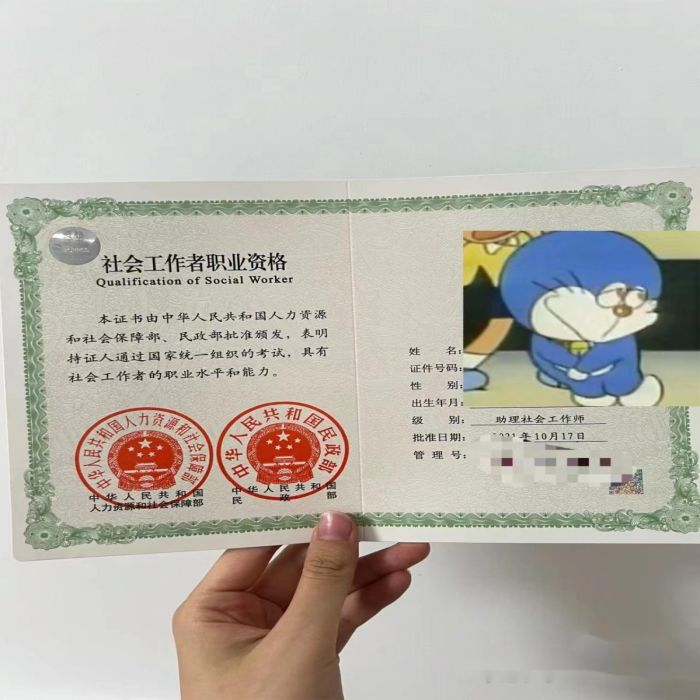 社会工作者职业资格
Qualification of Social Worker
本证书由中华人民共和国人力资源
和社会保障部、民政部批准颁发，表明
持证人通过国家统一组织的考试，具有
社会工作者的职业水平和能力。
中华人民共和国人力资源和社会保障部
中华人民共和国民政部
中华人民共和国
人力资源和社会保障部
中华人民共和国
民政部
姓名：
证件号码：
性别：
出生年月：
级别：助理社会工作师
批准日期：2021年10月17日
管理号：